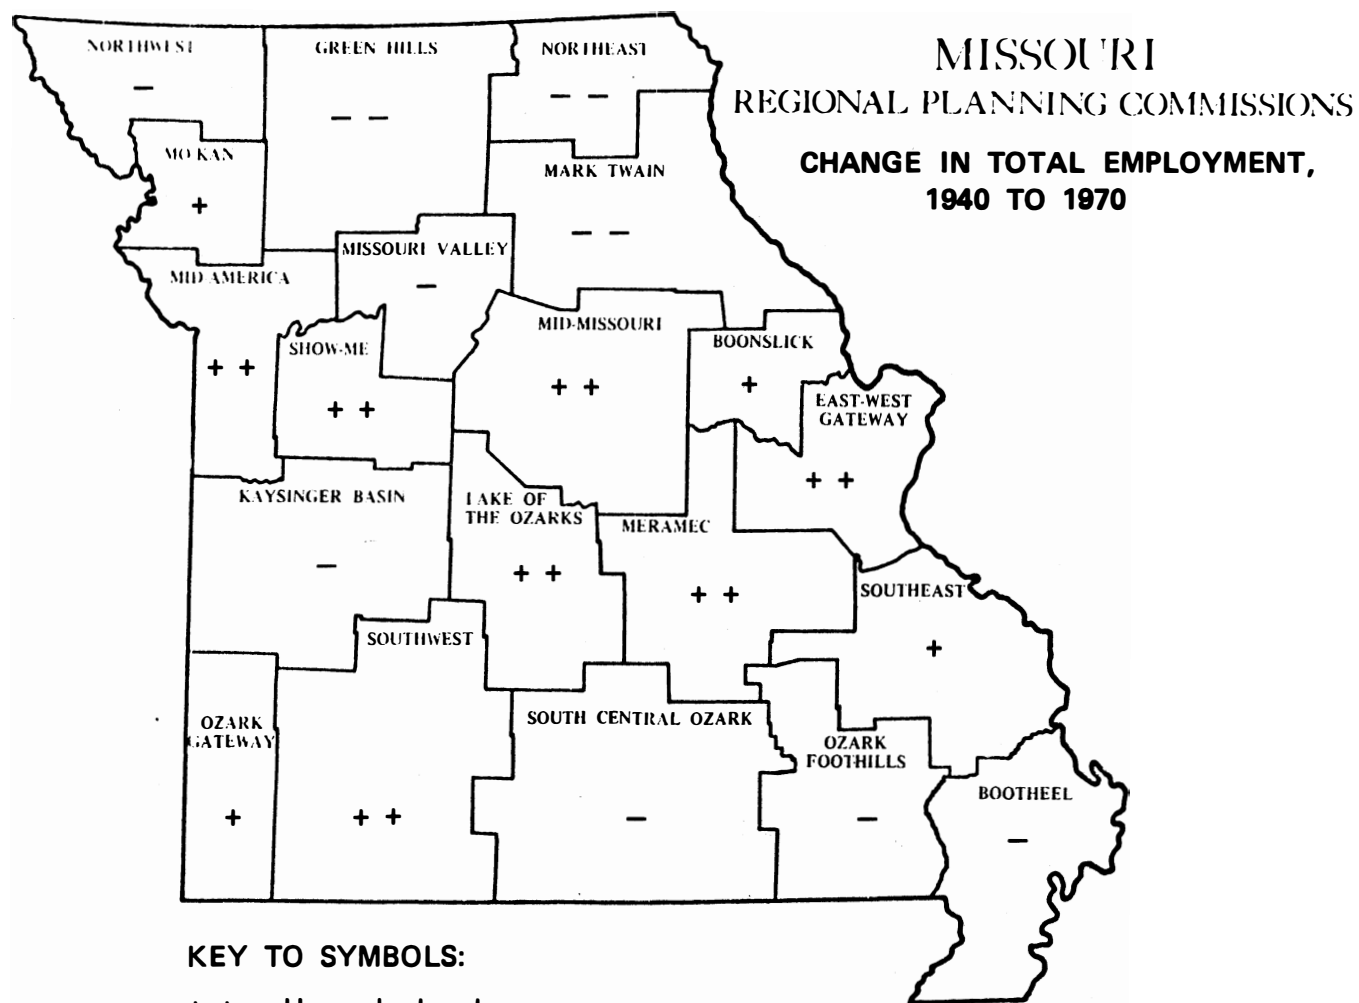 MISSOURI
REGIONAL PLANNING COMMISSIONS
CHANGE IN TOTAL EMPLOYMENT,
1940 TO 1970
NORTHWEST
—
GREEN HILLS
— —
NORTHEAST
— —
MO KAN
+
MARK TWAIN
— —
MISSOURI VALLEY
—
MID AMERICA
+ +
SHOW-ME
+ +
MID-MISSOURI
+ +
BOONSLICK
+
EAST-WEST
GATEWAY
+ +
KAYSINGER BASIN
—
LAKE OF
THE OZARKS
+ +
MERAMEC
+ +
SOUTHEAST
+
SOUTHWEST
+ +
OZARK
GATEWAY
+
SOUTH CENTRAL OZARK
—
OZARK
FOOTHILLS
—
BOOTHEEL
—
KEY TO SYMBOLS: